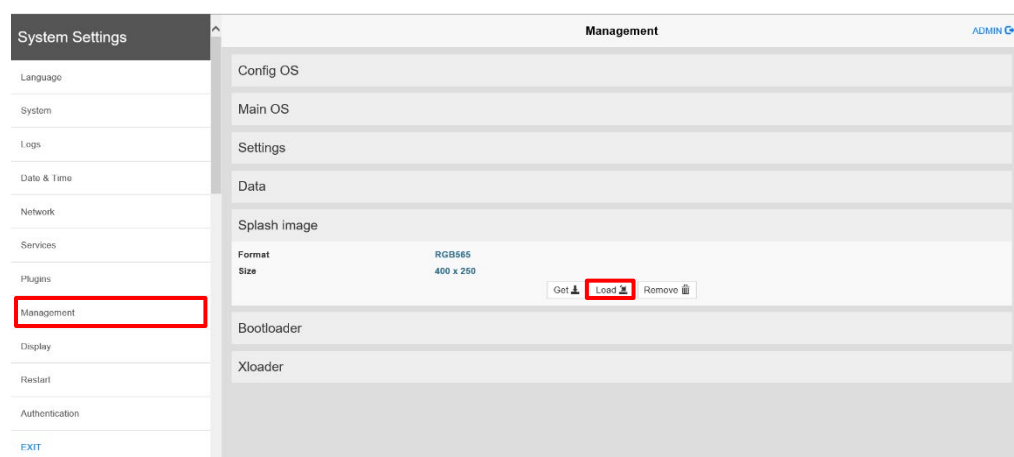 System Settings
Management
ADMIN
Language
System
Logs
Date & Time
Network
Services
Plugins
Management
Display
Restart
Authentication
EXIT
Config OS
Main OS
Settings
Data
Splash image
Format RGB565
Size 400 x 250
Get Load Remove
Bootloader
Xloader